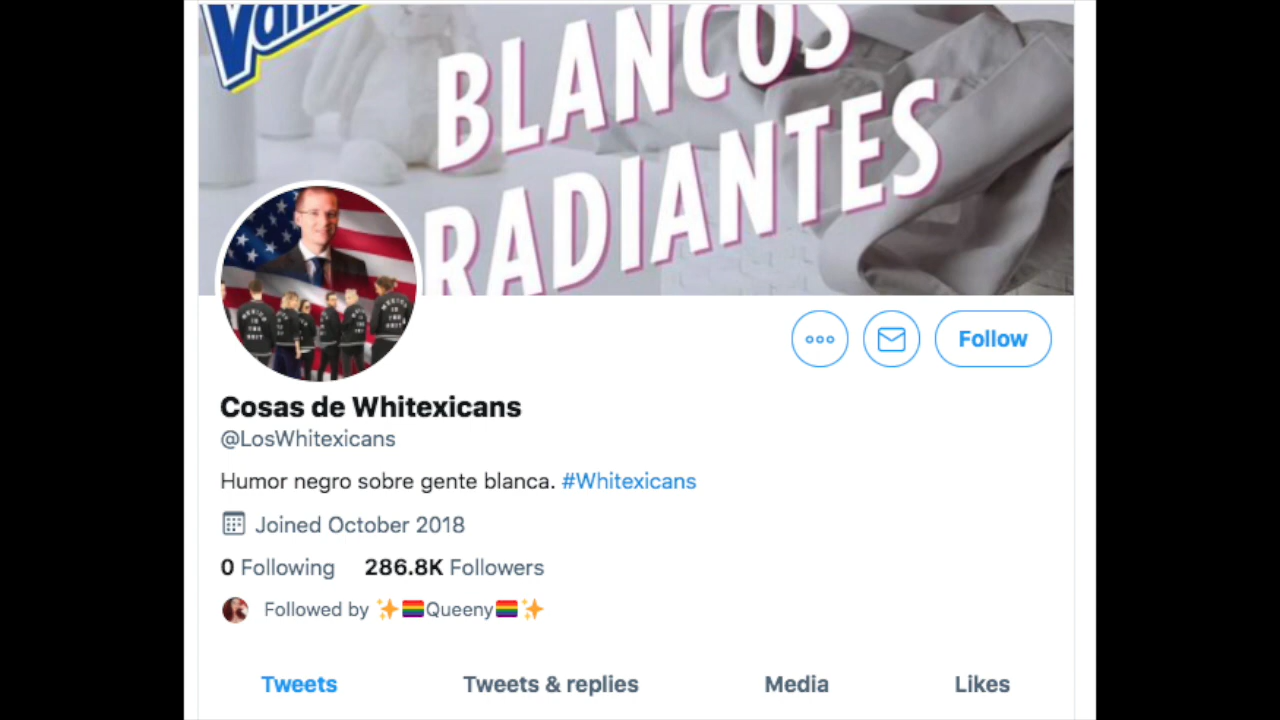 Vanish
BLANCOS
RADIANTES
Cosas de Whitexicans
@LosWhitexicans
Humor negro sobre gente blanca. #Whitexicans
Joined October 2018
0 Following 286.8K Followers
Followed by ✨🏳️‍🌈Queeny🏳️‍🌈✨
Follow
Tweets Tweets & replies Media Likes